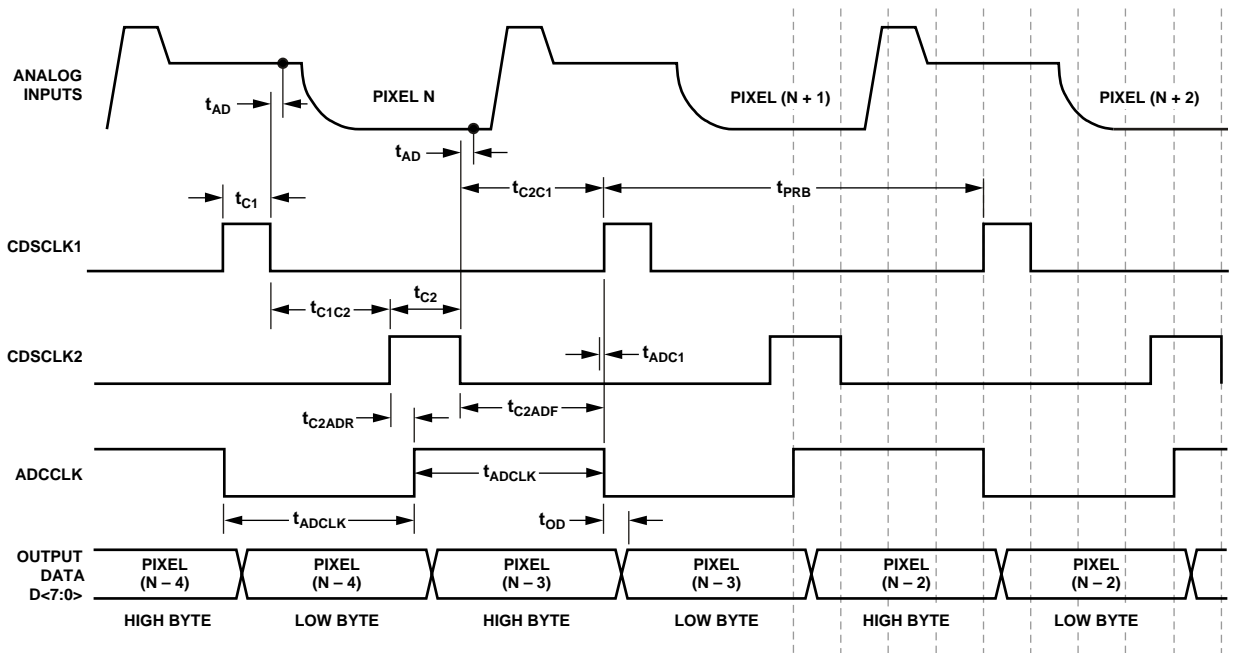 ANALOG
INPUTS
PIXEL N
PIXEL (N + 1)
PIXEL (N + 2)
tAD
tAD
tC1
tC2C1
tPRB
CDSCLK1
tC1C2
tC2
CDSCLK2
tADC1
tC2ADR
tC2ADF
ADCCLK
tADCLK
tADCLK
tOD
OUTPUT
DATA
D<7:0>
PIXEL
(N – 4)
PIXEL
(N – 4)
PIXEL
(N – 3)
PIXEL
(N – 3)
PIXEL
(N – 2)
PIXEL
(N – 2)
HIGH BYTE
LOW BYTE
HIGH BYTE
LOW BYTE
HIGH BYTE
LOW BYTE